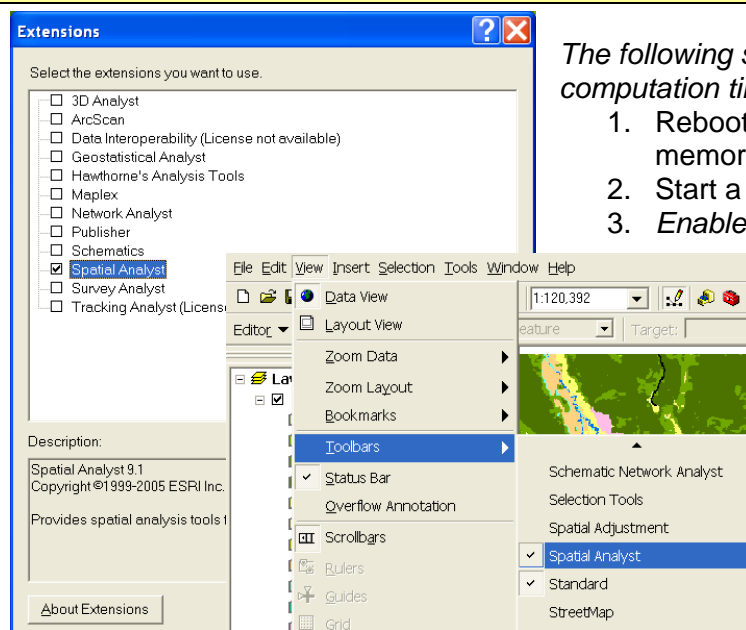 Extensions
Select the extensions you want to use.
3D Analyst
ArcScan
Data Interoperability (License not available)
Geostatistical Analyst
Hawthorne's Analysis Tools
Maplex
Network Analyst
Publisher
Schematics
Spatial Analyst
Survey Analyst
Tracking Analyst (Licens
Description:
Spatial Analyst 9.1
Copyright ©1999-2005 ESRI Inc.
Provides spatial analysis tools f
About Extensions
The following s
computation ti
1. Reboot
memor
2. Start a
3. Enable
File Edit View Insert Selection Tools Window Help
1:120,392
Editor
eature
Target:
La
Data View
Layout View
Zoom Data
Zoom Layout
Bookmarks
Toolbars
Status Bar
Overflow Annotation
Scrollbars
Rulers
Guides
Grid
Schematic Network Analyst
Selection Tools
Spatial Adjustment
Spatial Analyst
Standard
StreetMap